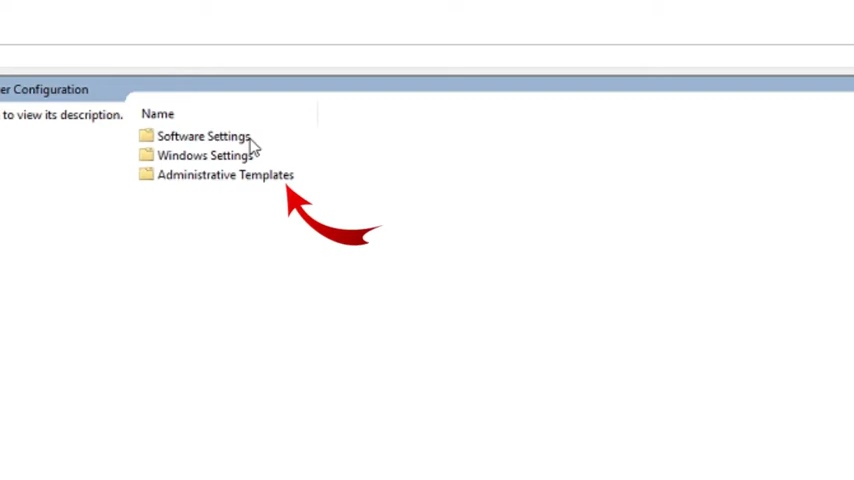 er Configuration
to view its description.
Name
Software Settings
Windows Settings
Administrative Templates